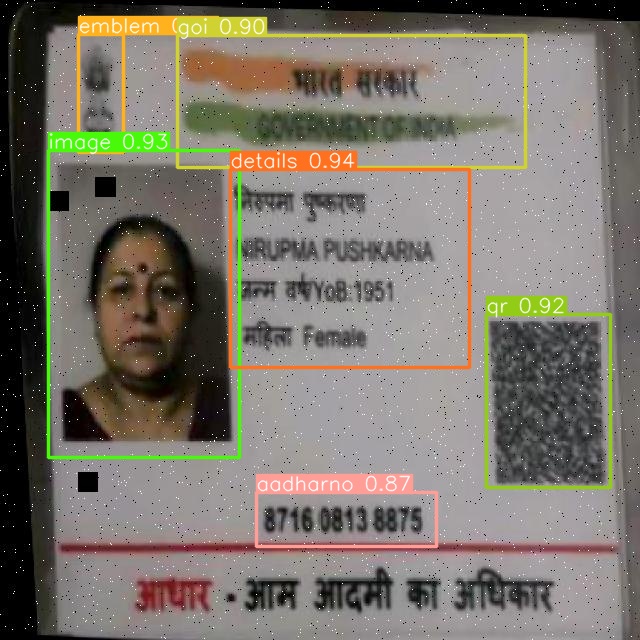 emblem ( goi 0.90
भारत सरकार
GOVERNMENT OF INDIA
image 0.93
details 0.94
निरुपमा पुष्करणा
NIRUPMA PUSHKARNA
जन्म वर्ष/YoB:1951
महिला Female
qr 0.92
aadharno 0.87
8716 0813 8875
आधार - आम आदमी का अधिकार